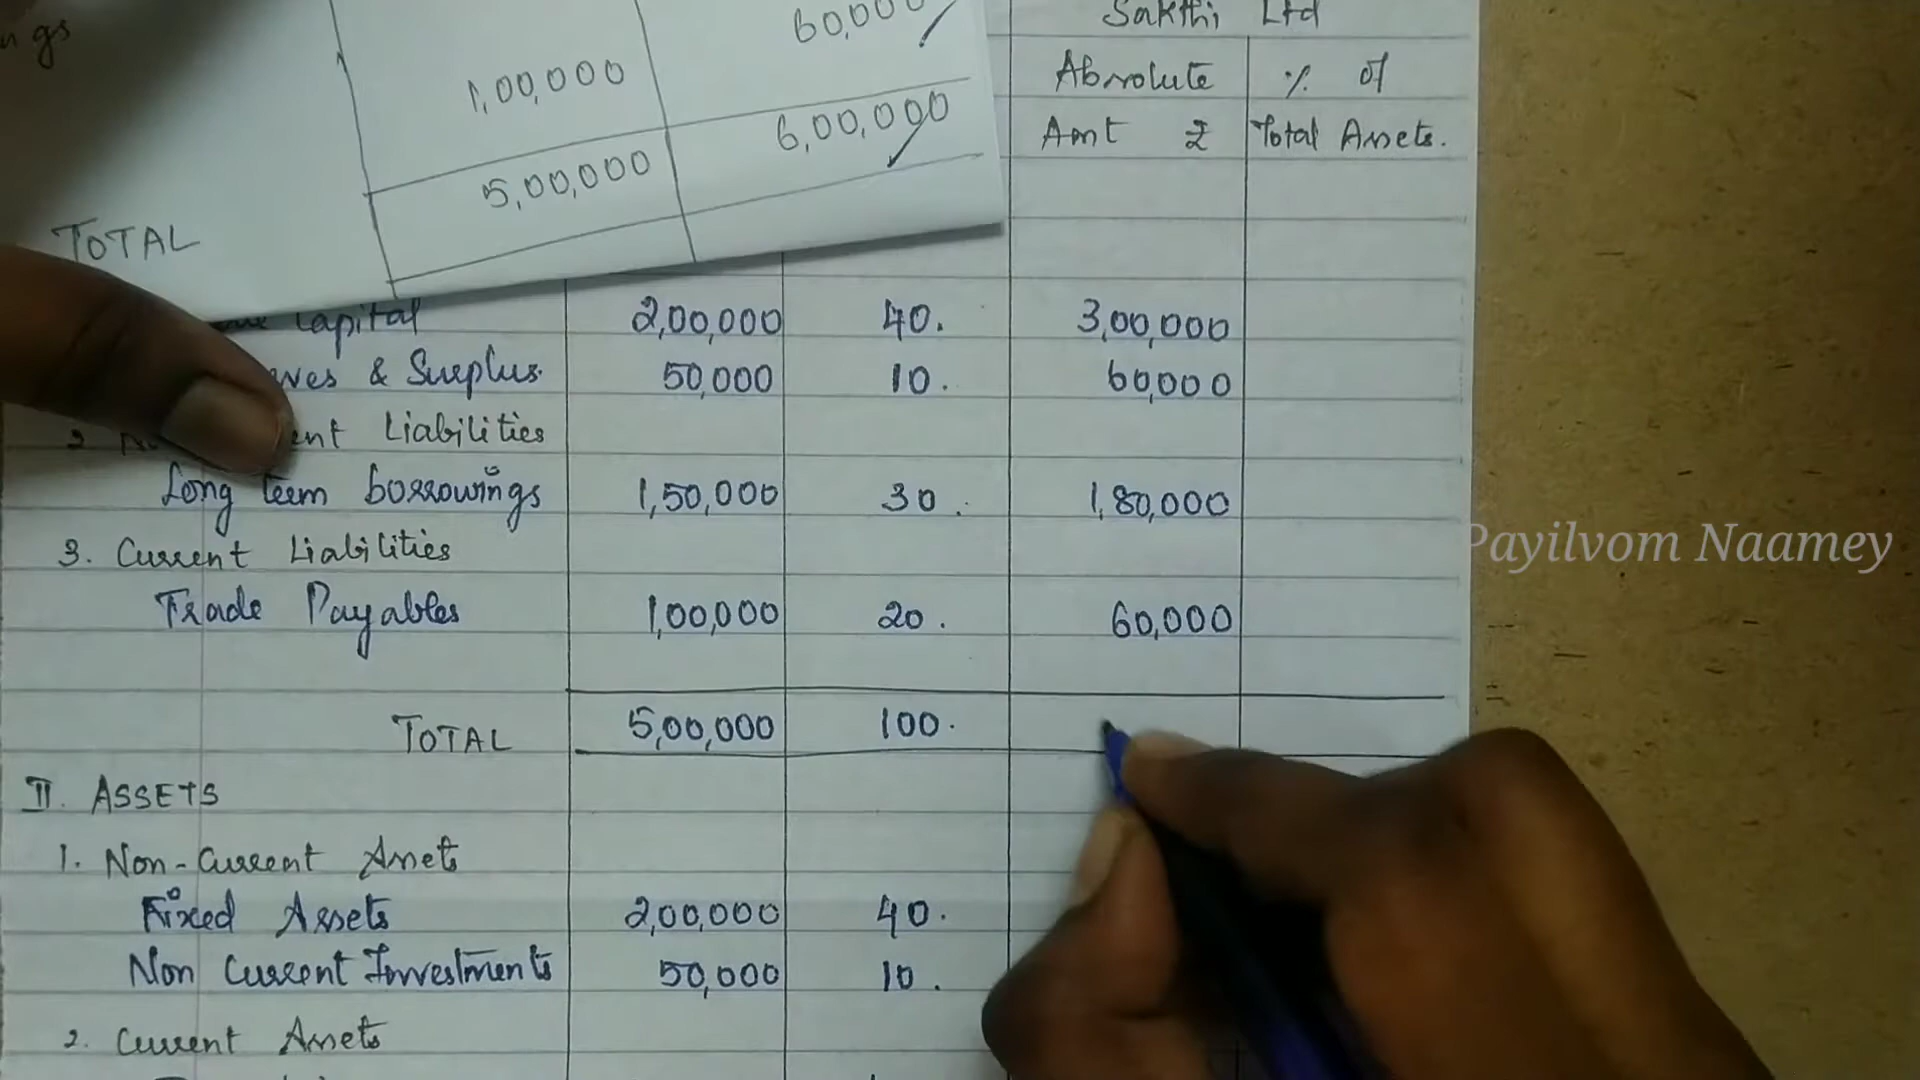 ngs
60,000
1,00,000
5,00,000 6,00,000
TOTAL
Sakthi Ltd
Absolute % of
Amt ₹ Total Assets.
Capital 2,00,000 40. 3,00,000
ves & Surplus. 50,000 10. 60,000
2 ent Liabilities
Long term borrowings 1,50,000 30. 1,80,000
3. Current Liabilities
Trade Payables 1,00,000 20. 60,000
TOTAL 5,00,000 100.
II. ASSETS
1. Non-Current Assets
Fixed Assets 2,00,000 40.
Non Current Investments 50,000 10.
2. Current Assets
Payilvom Naamey